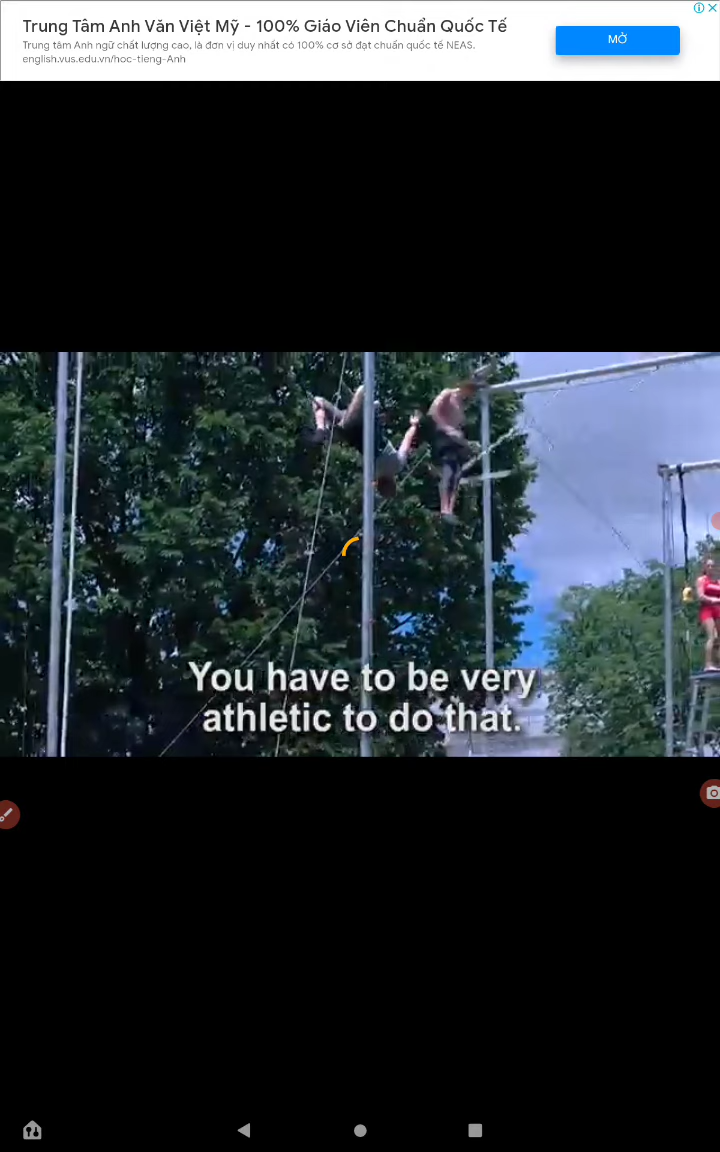 Trung Tâm Anh Văn Việt Mỹ - 100% Giáo Viên Chuẩn Quốc Tế
Trung tâm Anh ngữ chất lượng cao, là đơn vị duy nhất có 100% cơ sở đạt chuẩn quốc tế NEAS.
english.vus.edu.vn/hoc-tieng-Anh
MỞ
You have to be very
athletic to do that.